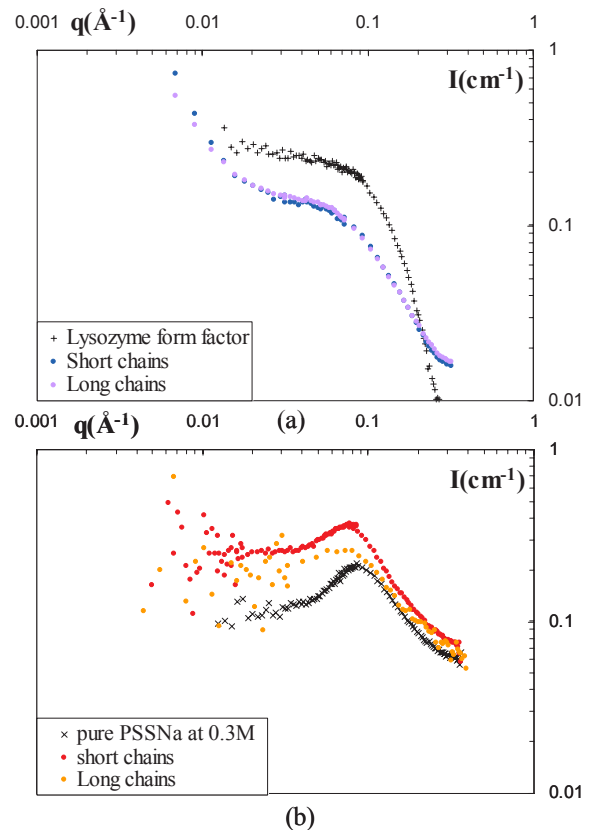 q(Å⁻¹)
0.001 0.01 0.1 1
1
I(cm⁻¹)
0.1
+ Lysozyme form factor
• Short chains
• Long chains
0.01
0.001 0.01 0.1 1
q(Å⁻¹)
(a)
1
I(cm⁻¹)
0.1
× pure PSSNa at 0.3M
• short chains
• Long chains
0.01
(b)